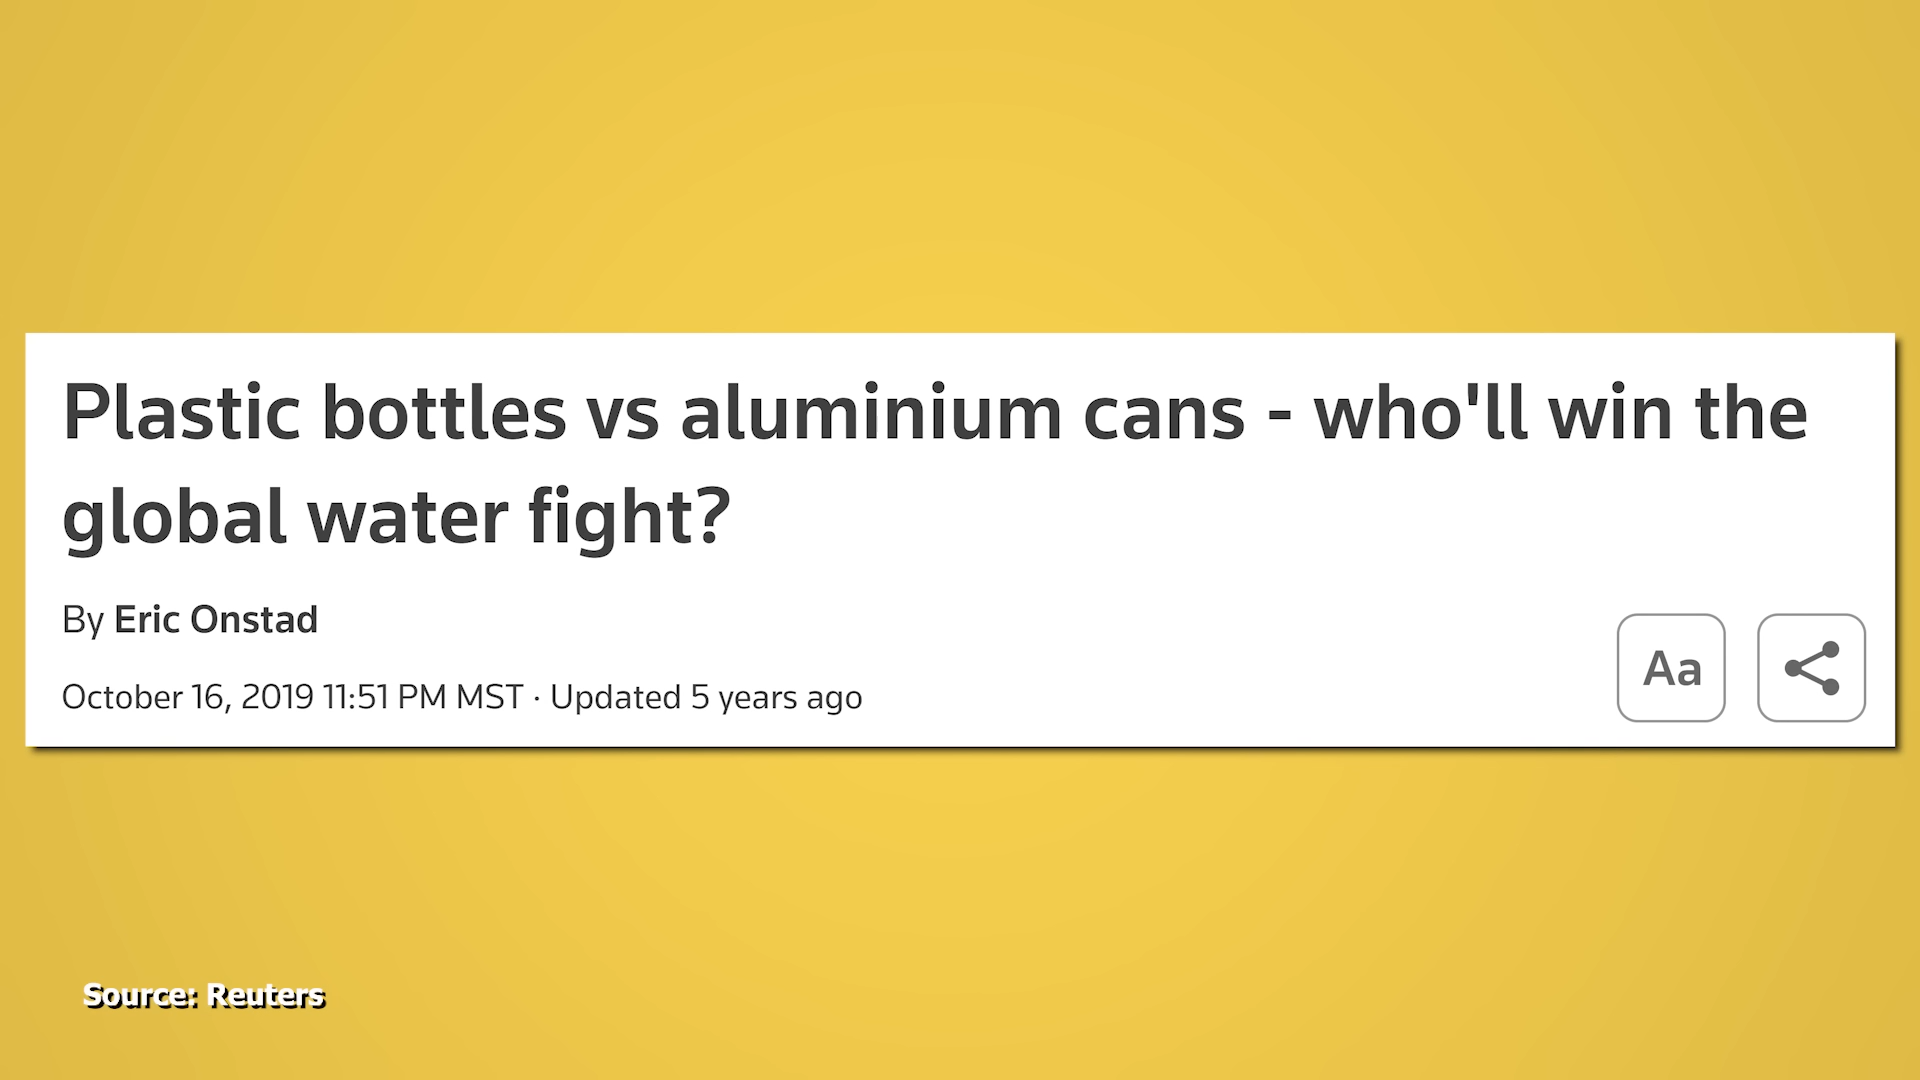 Plastic bottles vs aluminium cans - who'll win the
global water fight?
By Eric Onstad
October 16, 2019 11:51 PM MST · Updated 5 years ago
Aa
Source: Reuters